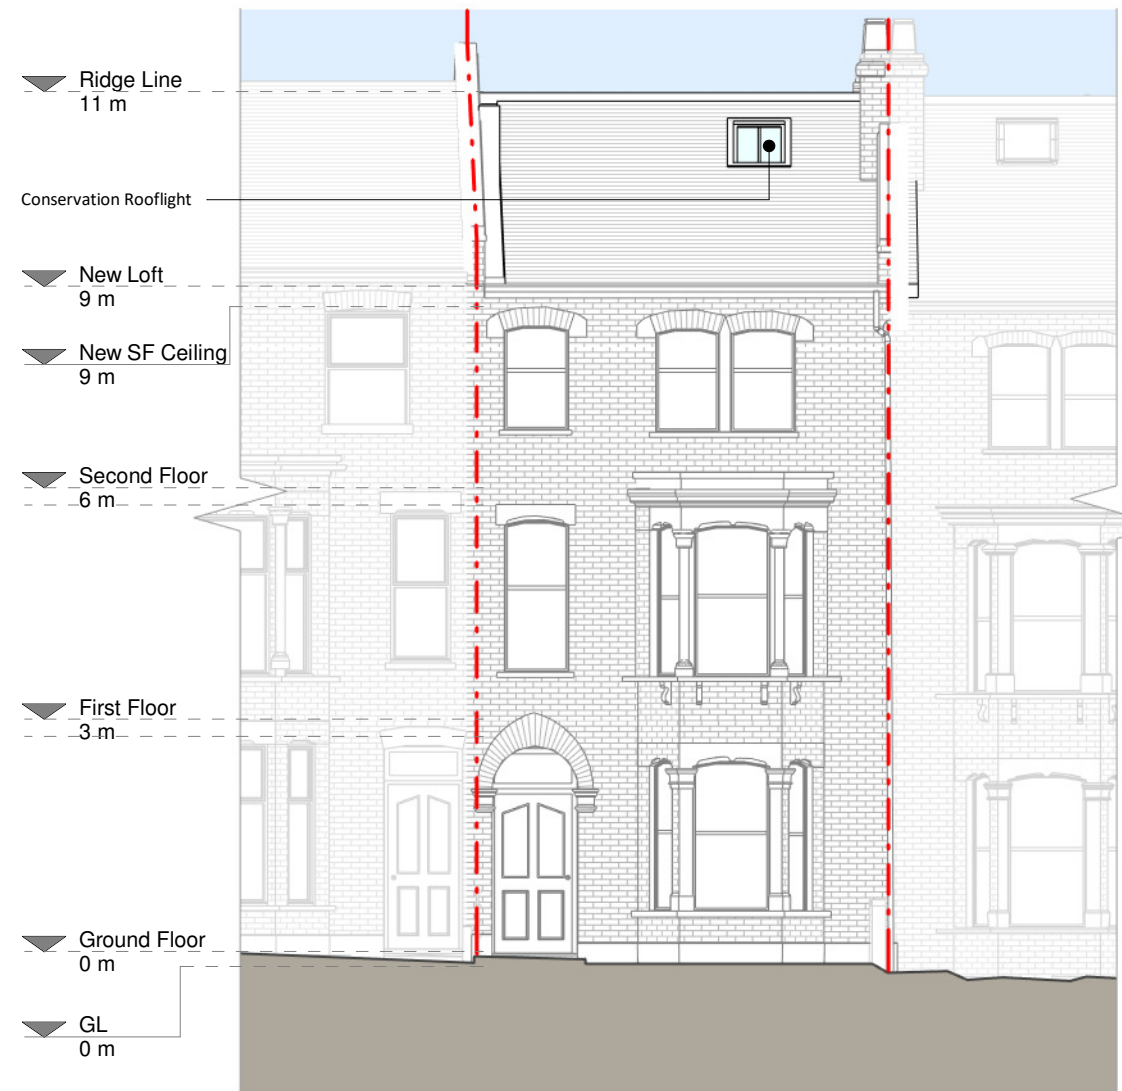 Ridge Line
11 m
Conservation Rooflight
New Loft
9 m
New SF Ceiling
9 m
Second Floor
6 m
First Floor
3 m
Ground Floor
0 m
GL
0 m